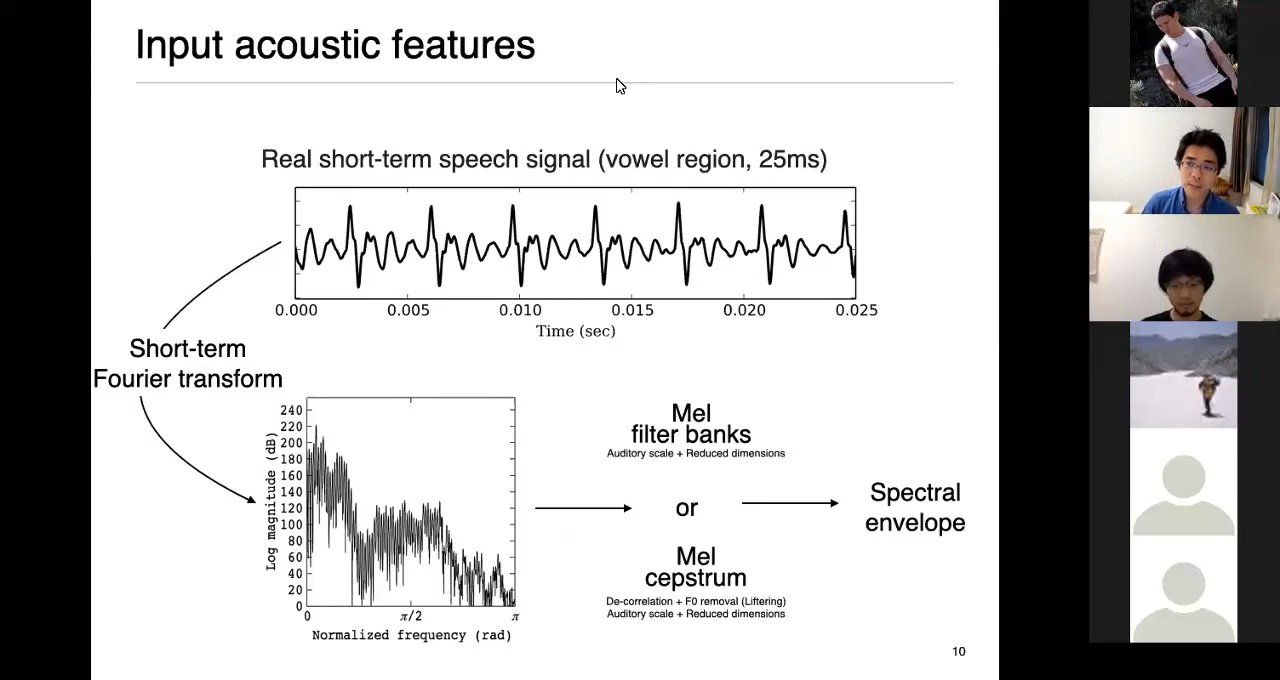 Input acoustic features
Real short-term speech signal (vowel region, 25ms)
0.000 0.005 0.010 0.015 0.020 0.025
Time (sec)
Short-term
Fourier transform
240
220
200
180
160
140
120
100
80
60
40
20
0
Log magnitude (dB)
0 π/2 π
Normalized frequency (rad)
Mel
filter banks
Auditory scale + Reduced dimensions
or
Mel
cepstrum
De-correlation + F0 removal (Liftering)
Auditory scale + Reduced dimensions
Spectral
envelope
10